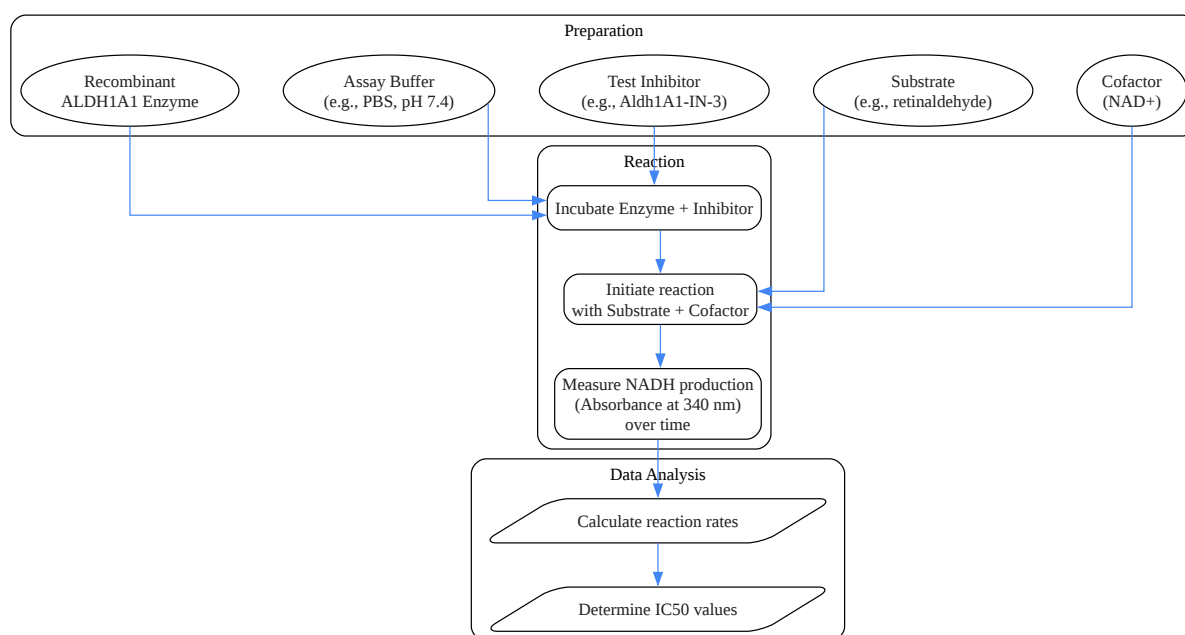 Preparation
Recombinant
ALDH1A1 Enzyme
Assay Buffer
(e.g., PBS, pH 7.4)
Test Inhibitor
(e.g., Aldh1A1-IN-3)
Substrate
(e.g., retinaldehyde)
Cofactor
(NAD+)
Reaction
Incubate Enzyme + Inhibitor
Initiate reaction
with Substrate + Cofactor
Measure NADH production
(Absorbance at 340 nm)
over time
Data Analysis
Calculate reaction rates
Determine IC50 values